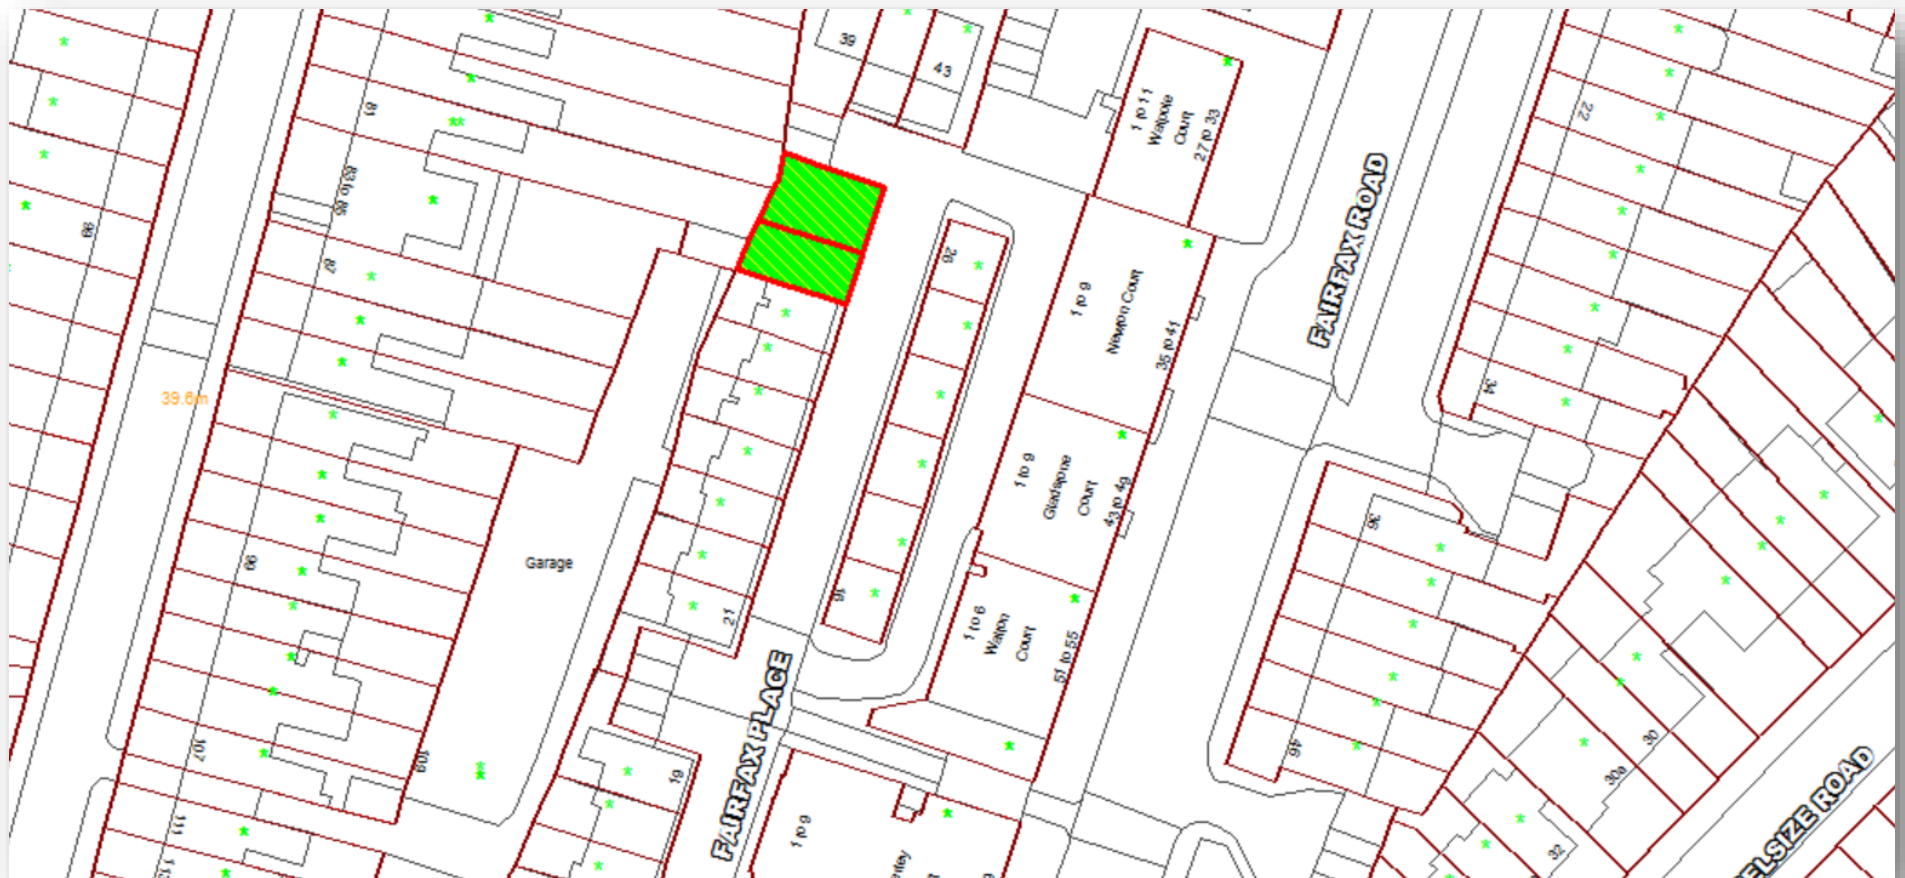 39
43
1 to 11
Walpole
Court
27 to 33
22
81
83 to 85
99
87
26
1 to 9
Newton Court
35 to 41
FAIRFAX ROAD
34
39.6m
1 to 9
Gladstone
Court
43 to 49
36
99
Garage
16
21
1 to 6
Walton
Court
51 to 55
FAIRFAX PLACE
107
109
19
46
30
30a
32
111
1 to 9
ELSIZE ROAD